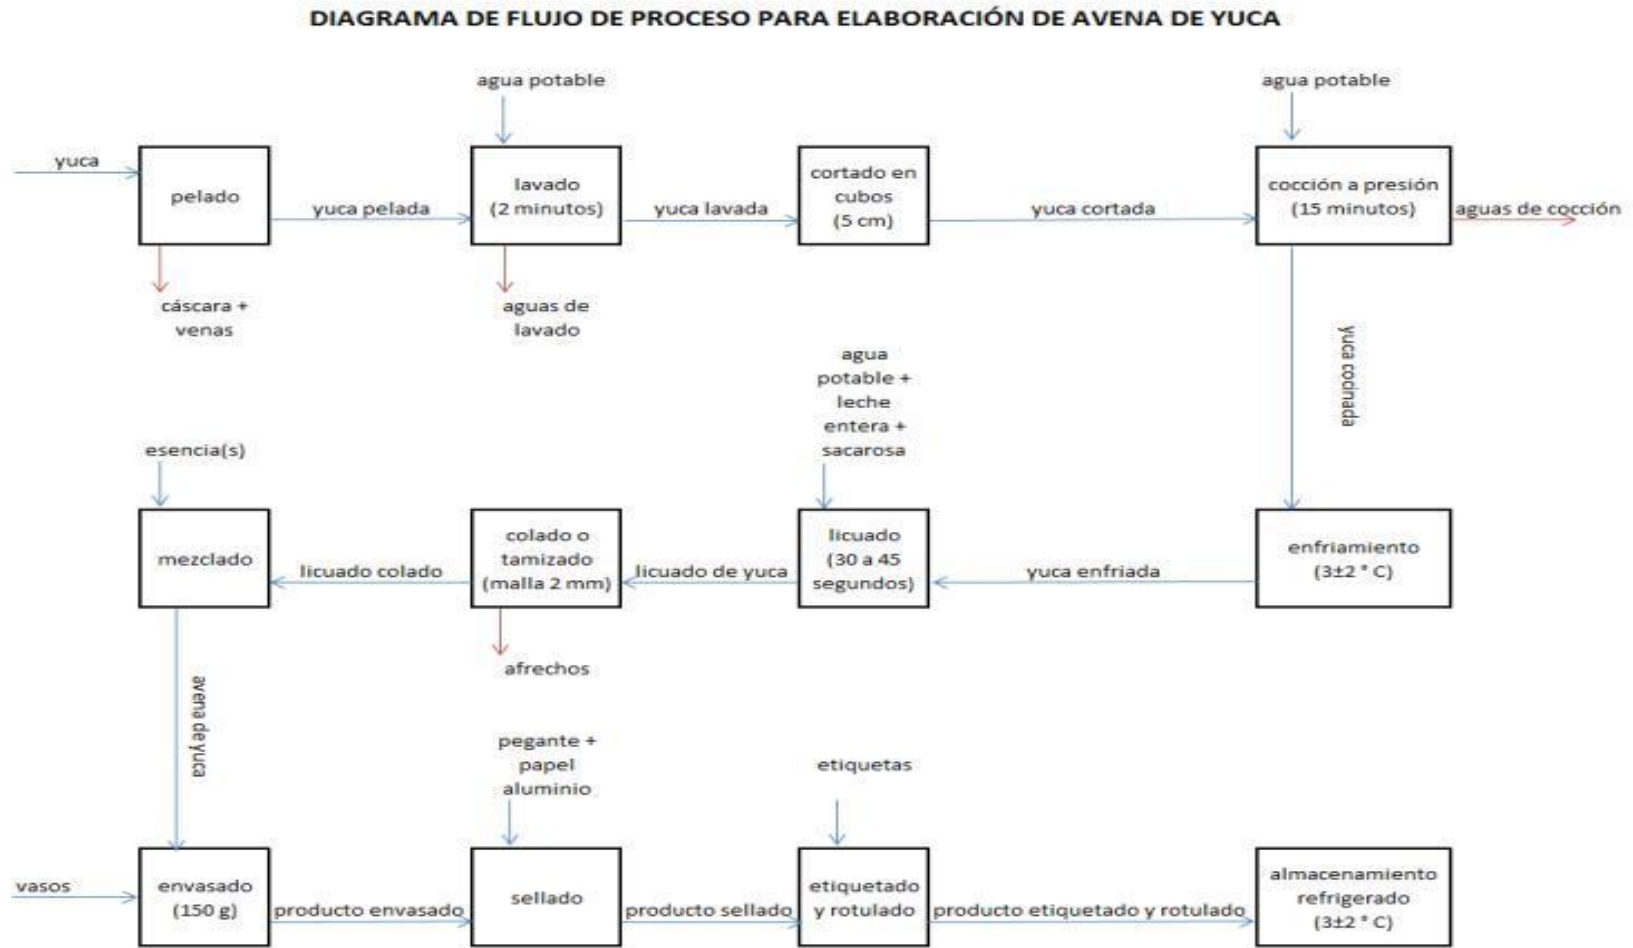 DIAGRAMA DE FLUJO DE PROCESO PARA ELABORACIÓN DE AVENA DE YUCA
agua potable
agua potable
yuca
pelado
yuca pelada
lavado
(2 minutos)
yuca lavada
cortado en
cubos
(5 cm)
yuca cortada
cocción a presión
(15 minutos)
aguas de cocción
cáscara +
venas
aguas de
lavado
yuca cocinada
agua
potable +
leche
entera +
sacarosa
esencia(s)
mezclado
licuado colado
colado o
tamizado
(malla 2 mm)
licuado de yuca
licuado
(30 a 45
segundos)
yuca enfriada
enfriamiento
(3±2 ° C)
afrechos
avena de yuca
pegante +
papel
aluminio
etiquetas
vasos
envasado
(150 g)
producto envasado
sellado
producto sellado
etiquetado
y rotulado
producto etiquetado y rotulado
almacenamiento
refrigerado
(3±2 ° C)